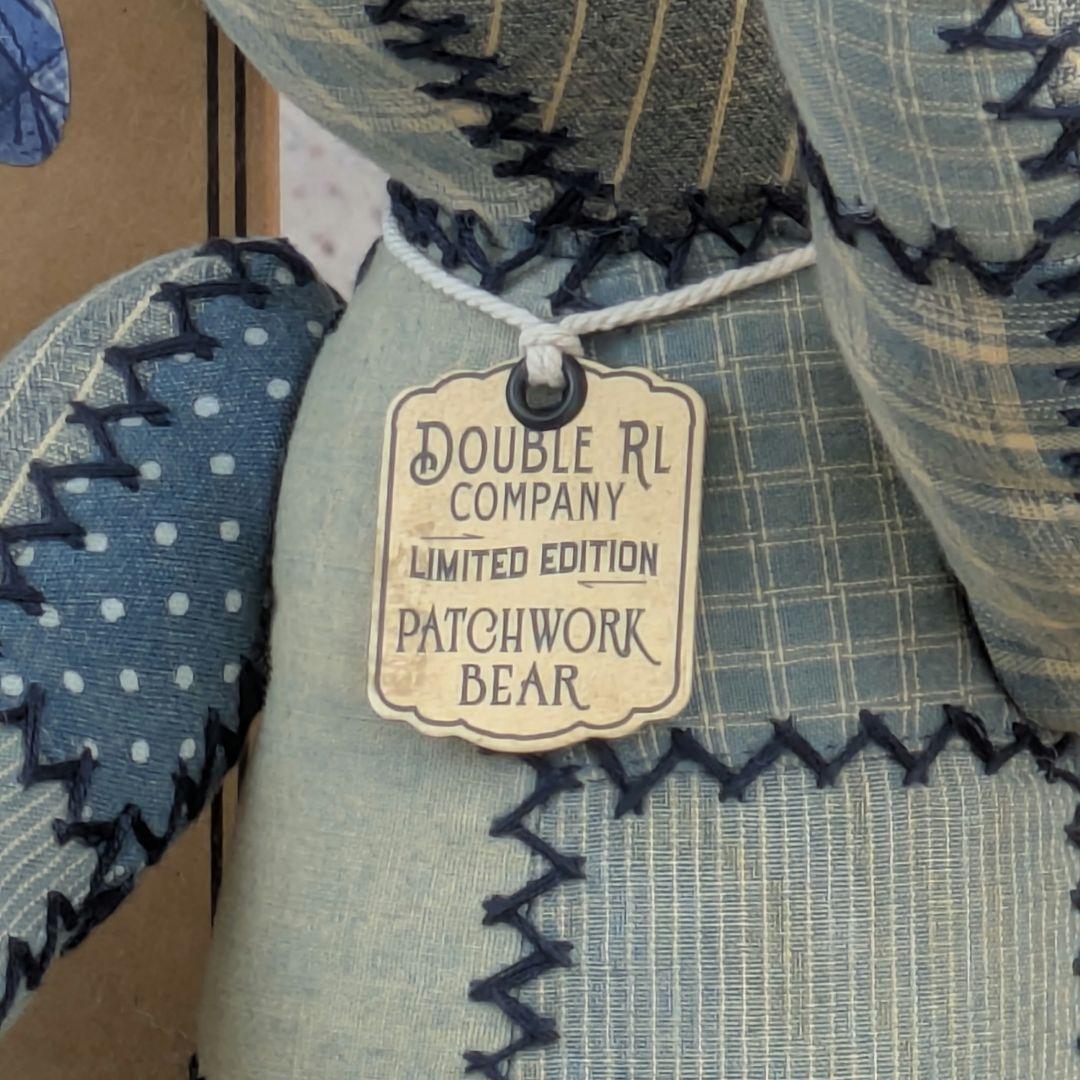 DOUBLE RL
COMPANY
LIMITED EDITION
PATCHWORK
BEAR